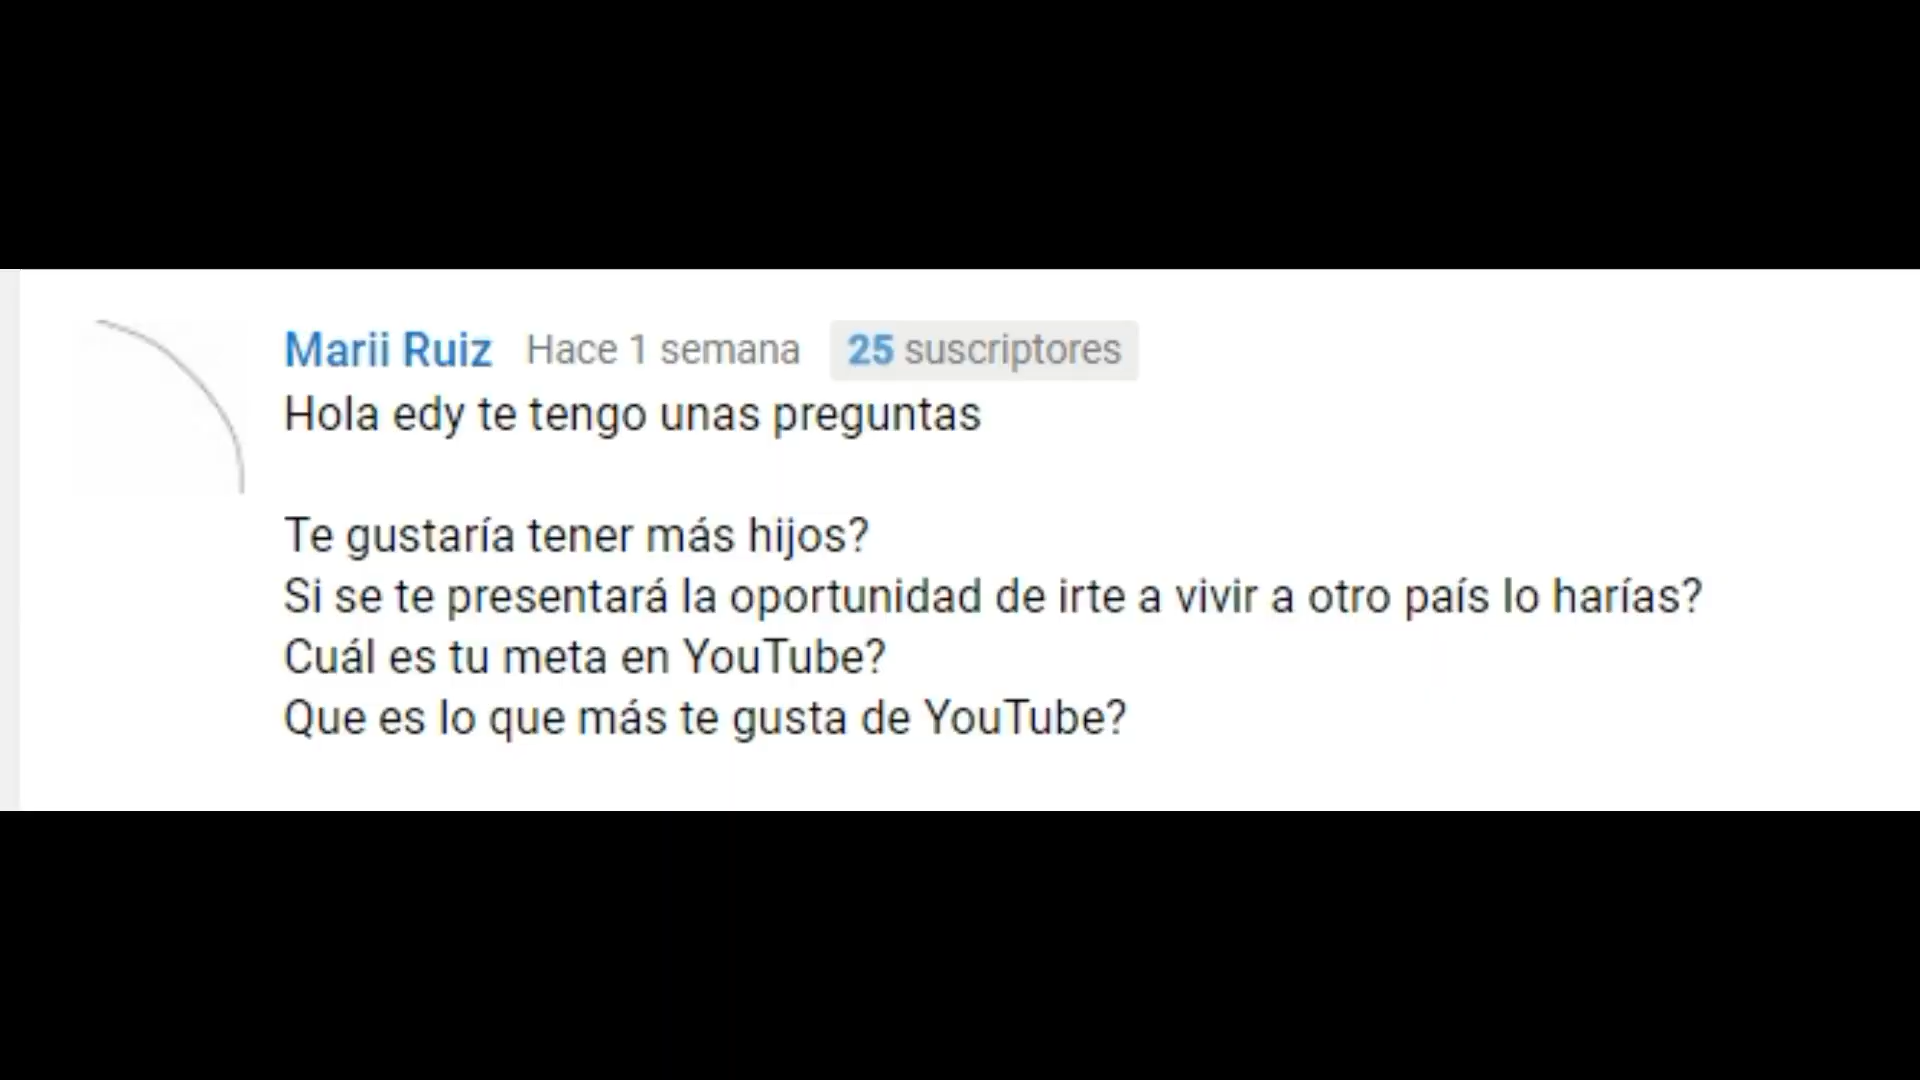 Marii Ruiz Hace 1 semana 25 suscriptores
Hola edy te tengo unas preguntas
Te gustaría tener más hijos?
Si se te presentará la oportunidad de irte a vivir a otro país lo harías?
Cuál es tu meta en YouTube?
Que es lo que más te gusta de YouTube?